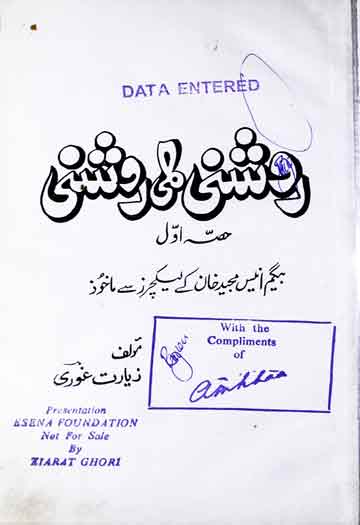 DATA ENTERED
روشنی ہی روشنی
حصہ اوّل
بیگم انیس مجید خان کے لیکچرز سے ماخوذ
With the
Compliments
of
مؤلف
زیارت غوری
Presentation
ESENA FOUNDATION
Not For Sale
By
ZIARAT GHORI